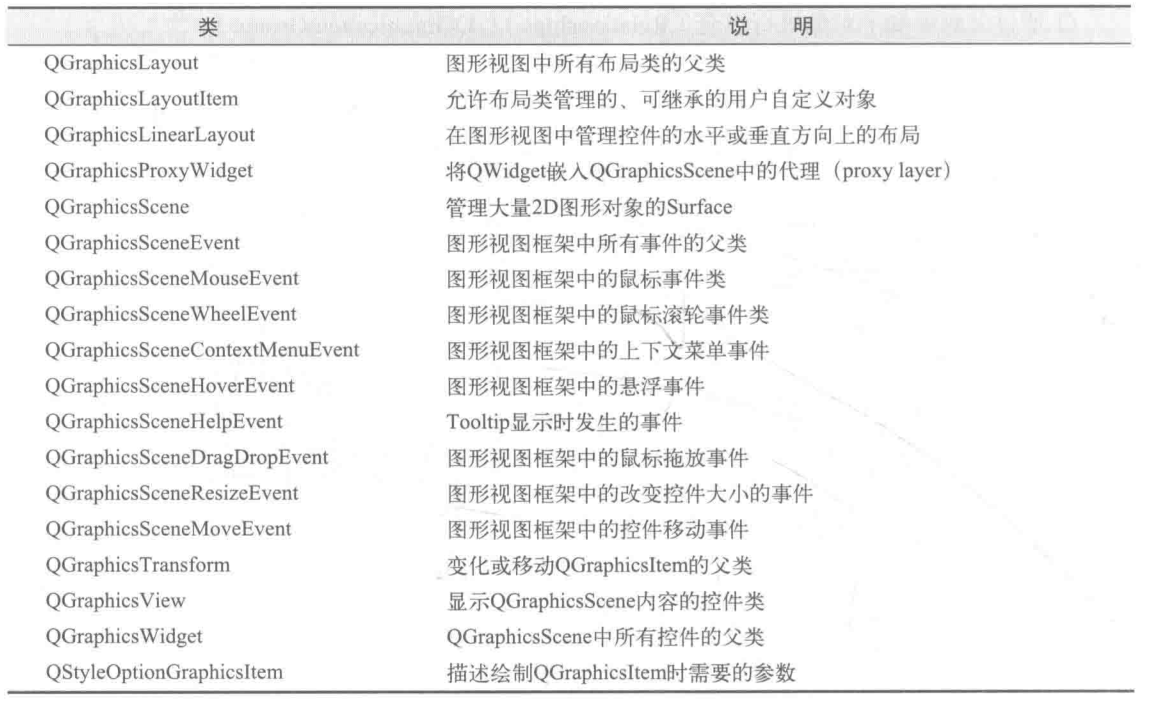 类 说 明
QGraphicsLayout 图形视图中所有布局类的父类
QGraphicsLayoutItem 允许布局类管理的、可继承的用户自定义对象
QGraphicsLinearLayout 在图形视图中管理控件的水平或垂直方向上的布局
QGraphicsProxyWidget 将QWidget嵌入QGraphicsScene中的代理（proxy layer）
QGraphicsScene 管理大量2D图形对象的Surface
QGraphicsSceneEvent 图形视图框架中所有事件的父类
QGraphicsSceneMouseEvent 图形视图框架中的鼠标事件类
QGraphicsSceneWheelEvent 图形视图框架中的鼠标滚轮事件类
QGraphicsSceneContextMenuEvent 图形视图框架中的上下文菜单事件
QGraphicsSceneHoverEvent 图形视图框架中的悬浮事件
QGraphicsSceneHelpEvent Tooltip显示时发生的事件
QGraphicsSceneDragDropEvent 图形视图框架中的鼠标拖放事件
QGraphicsSceneResizeEvent 图形视图框架中的改变控件大小的事件
QGraphicsSceneMoveEvent 图形视图框架中的控件移动事件
QGraphicsTransform 变化或移动QGraphicsItem的父类
QGraphicsView 显示QGraphicsScene内容的控件类
QGraphicsWidget QGraphicsScene中所有控件的父类
QStyleOptionGraphicsItem 描述绘制QGraphicsItem时需要的参数